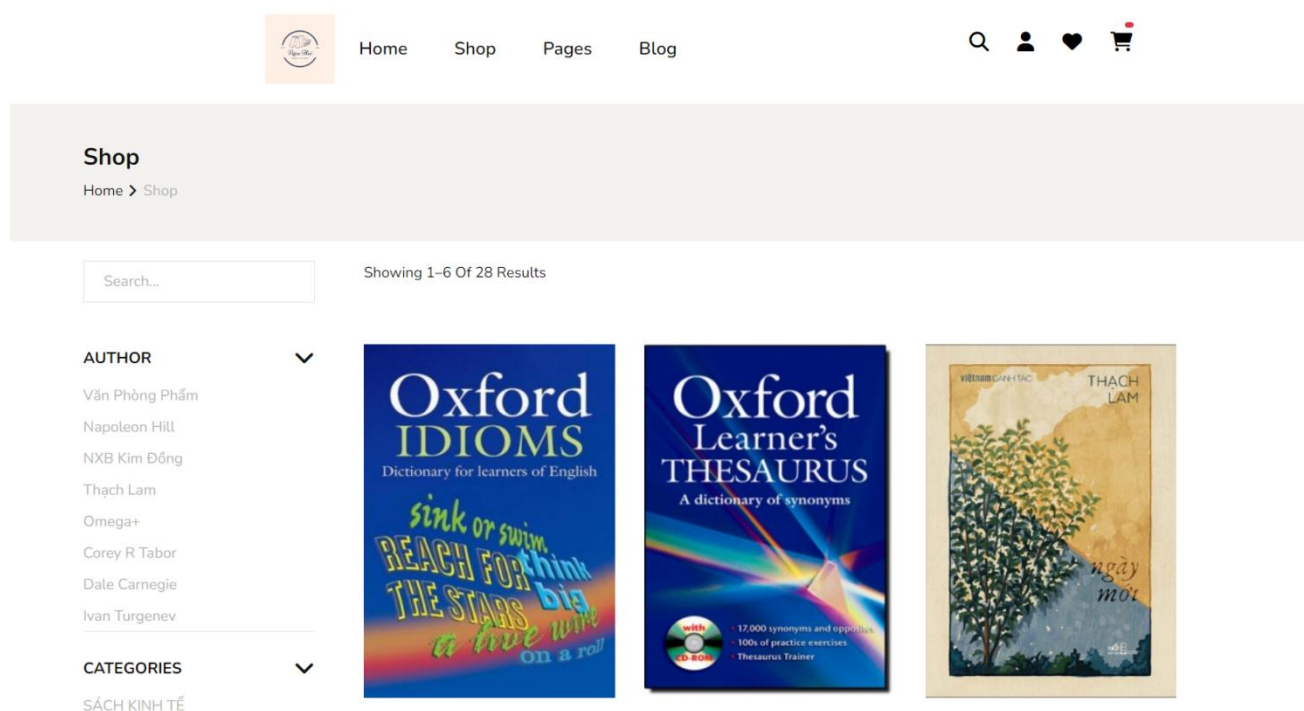 Home Shop Pages Blog
Shop
Home Shop
Search...
Showing 1–6 Of 28 Results
AUTHOR
Văn Phòng Phẩm
Napoleon Hill
NXB Kim Đồng
Thạch Lam
Omega+
Corey R Tabor
Dale Carnegie
Ivan Turgenev
CATEGORIES
SÁCH KINH TẾ
Oxford
IDIOMS
Dictionary for learners of English
sink or swim
REACH FOR
THE STARS
think
big
a live wire
on a roll
Oxford
Learner's
THESAURUS
A dictionary of synonyms
with
CD-ROM
• 17,000 synonyms and opposites
• 100s of practice exercises
• Thesaurus Trainer
việtnam DANH TÁC
THẠCH
LAM
ngày
mới